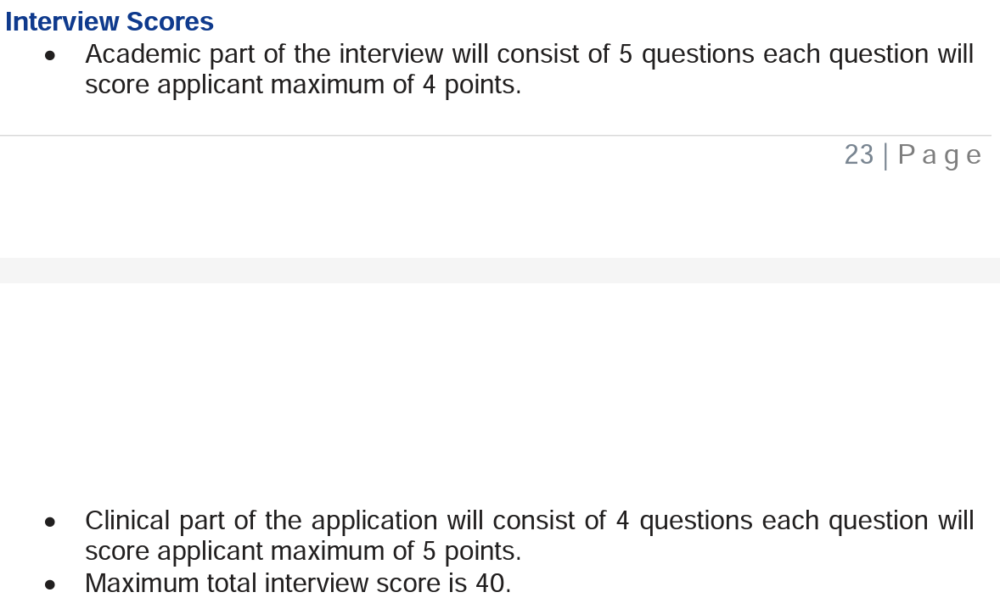 Interview Scores
● Academic part of the interview will consist of 5 questions each question will
score applicant maximum of 4 points.
23 | P a g e
● Clinical part of the application will consist of 4 questions each question will
score applicant maximum of 5 points.
● Maximum total interview score is 40.